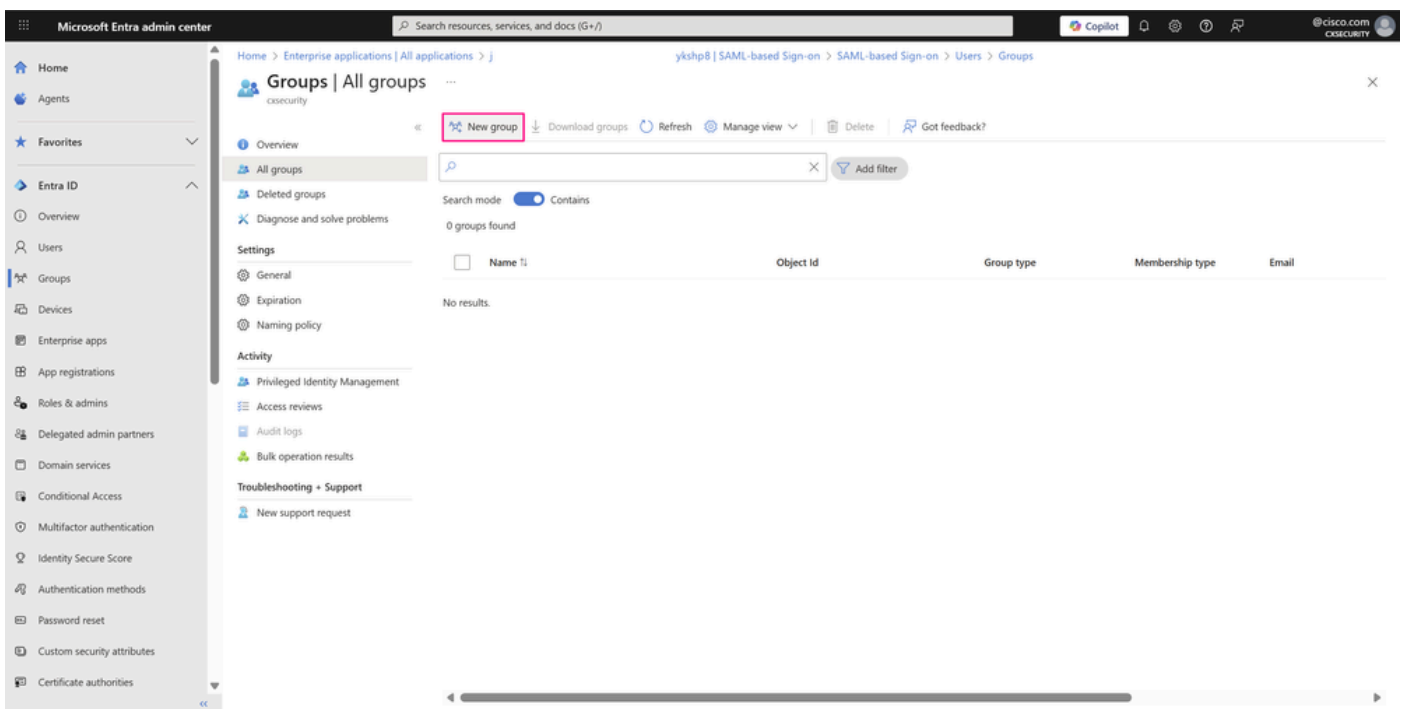 Microsoft Entra admin center
Search resources, services, and docs (G+/)
Copilot
@cisco.com
CXSECURITY
Home
Agents
Favorites
Entra ID
Overview
Users
Groups
Devices
Enterprise apps
App registrations
Roles & admins
Delegated admin partners
Domain services
Conditional Access
Multifactor authentication
Identity Secure Score
Authentication methods
Password reset
Custom security attributes
Certificate authorities
Home > Enterprise applications | All applications > j ykshp8 | SAML-based Sign-on > SAML-based Sign-on > Users > Groups
Groups | All groups ...
cxsecurity
Overview
All groups
Deleted groups
Diagnose and solve problems
Settings
General
Expiration
Naming policy
Activity
Privileged Identity Management
Access reviews
Audit logs
Bulk operation results
Troubleshooting + Support
New support request
New group Download groups Refresh Manage view Delete Got feedback?
Add filter
Search mode Contains
0 groups found
Name Object Id Group type Membership type Email
No results.